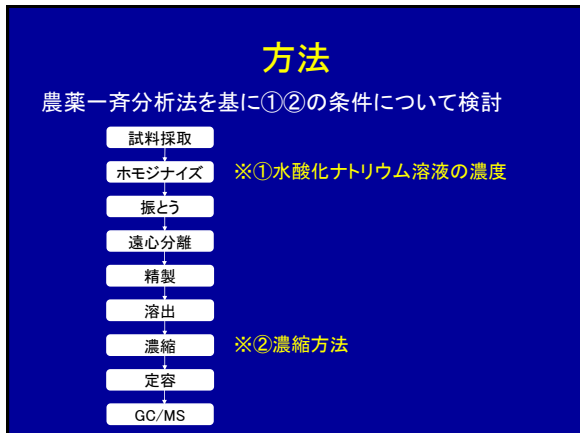 方法
農薬一斉分析法を基に①②の条件について検討
試料採取
ホモジナイズ ※①水酸化ナトリウム溶液の濃度
振とう
遠心分離
精製
溶出
濃縮 ※②濃縮方法
定容
GC/MS